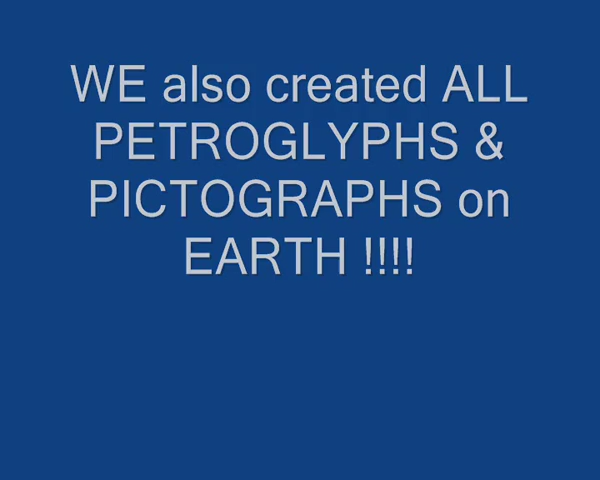 WE also created ALL
PETROGLYPHS &
PICTOGRAPHS on
EARTH !!!!